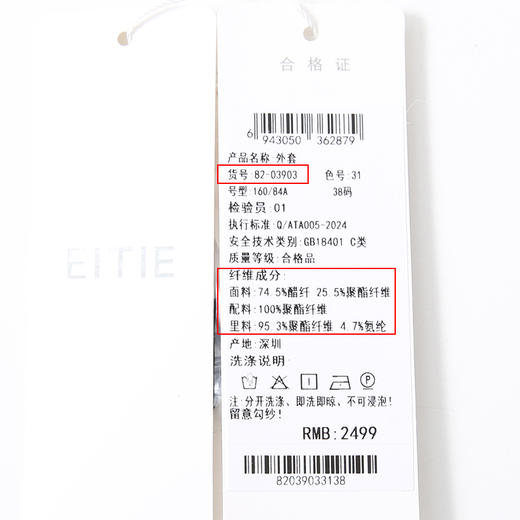 EITIE
合格证
6 943050 362879
产品名称:外套
货号:82-03903 色号:31
号型:160/84A 38码
检验员:01
执行标准:Q/ATA005-2024
安全技术类别:GB18401 C类
质量等级:合格品
纤维成分:
面料:74.5%醋纤 25.5%聚酯纤维
配料:100%聚酯纤维
里料:95.3%聚酯纤维 4.7%氨纶
产地:深圳
洗涤说明:
注:分开洗涤、即洗即晾、不可浸泡!
留意勾纱!
RMB:2499
82039033138